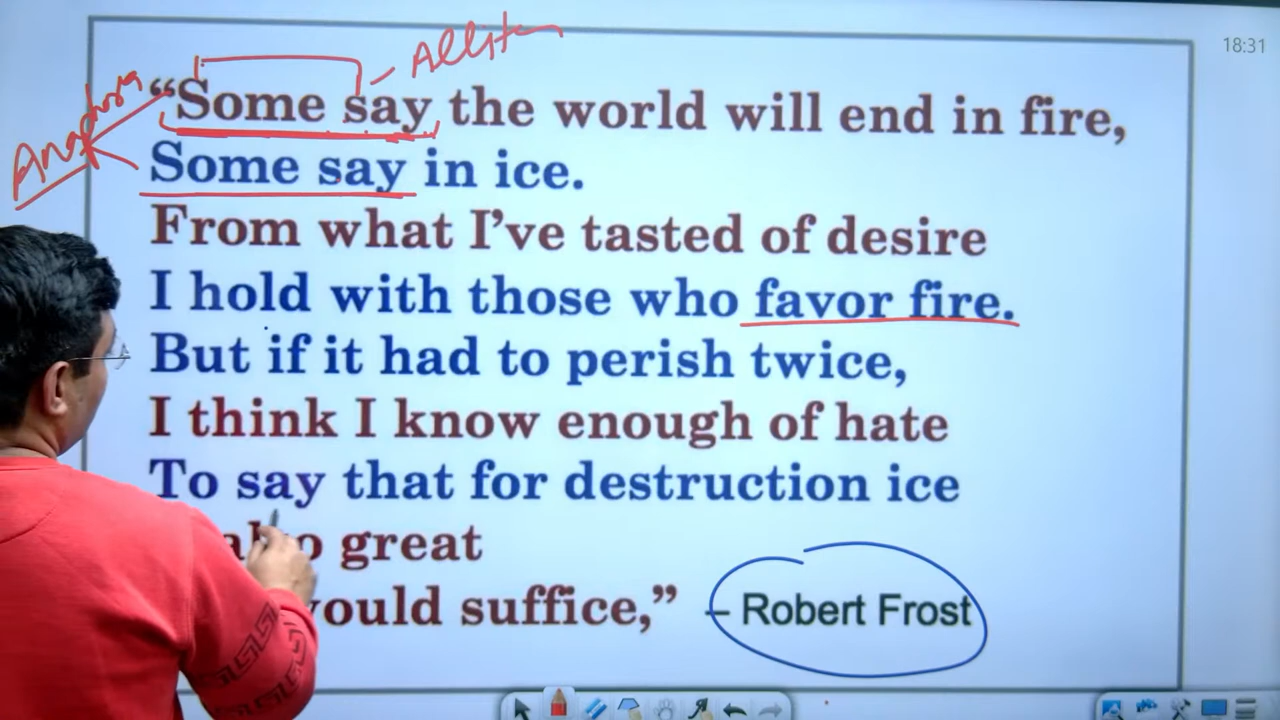 18:31
Alliter
Anaphora
“Some say the world will end in fire,
Some say in ice.
From what I’ve tasted of desire
I hold with those who favor fire.
But if it had to perish twice,
I think I know enough of hate
To say that for destruction ice
also great
would suffice,” – Robert Frost